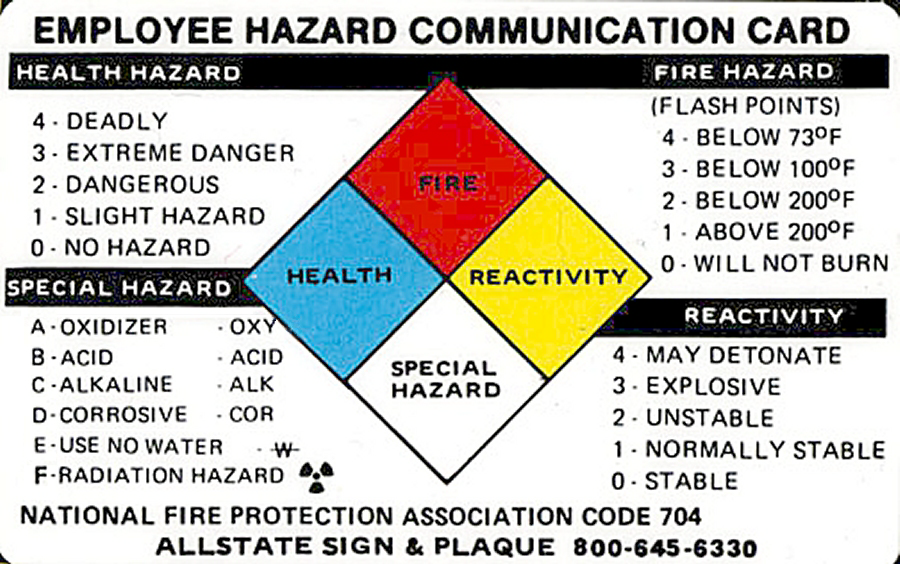 EMPLOYEE HAZARD COMMUNICATION CARD
HEALTH HAZARD
4 - DEADLY
3 - EXTREME DANGER
2 - DANGEROUS
1 - SLIGHT HAZARD
0 - NO HAZARD
FIRE HAZARD
(FLASH POINTS)
4 - BELOW 73ºF
3 - BELOW 100ºF
2 - BELOW 200ºF
1 - ABOVE 200ºF
0 - WILL NOT BURN
FIRE
HEALTH
REACTIVITY
SPECIAL
HAZARD
SPECIAL HAZARD
A - OXIDIZER - OXY
B - ACID - ACID
C - ALKALINE - ALK
D - CORROSIVE - COR
E - USE NO WATER - W̶
F - RADIATION HAZARD
REACTIVITY
4 - MAY DETONATE
3 - EXPLOSIVE
2 - UNSTABLE
1 - NORMALLY STABLE
0 - STABLE
NATIONAL FIRE PROTECTION ASSOCIATION CODE 704
ALLSTATE SIGN & PLAQUE 800-645-6330